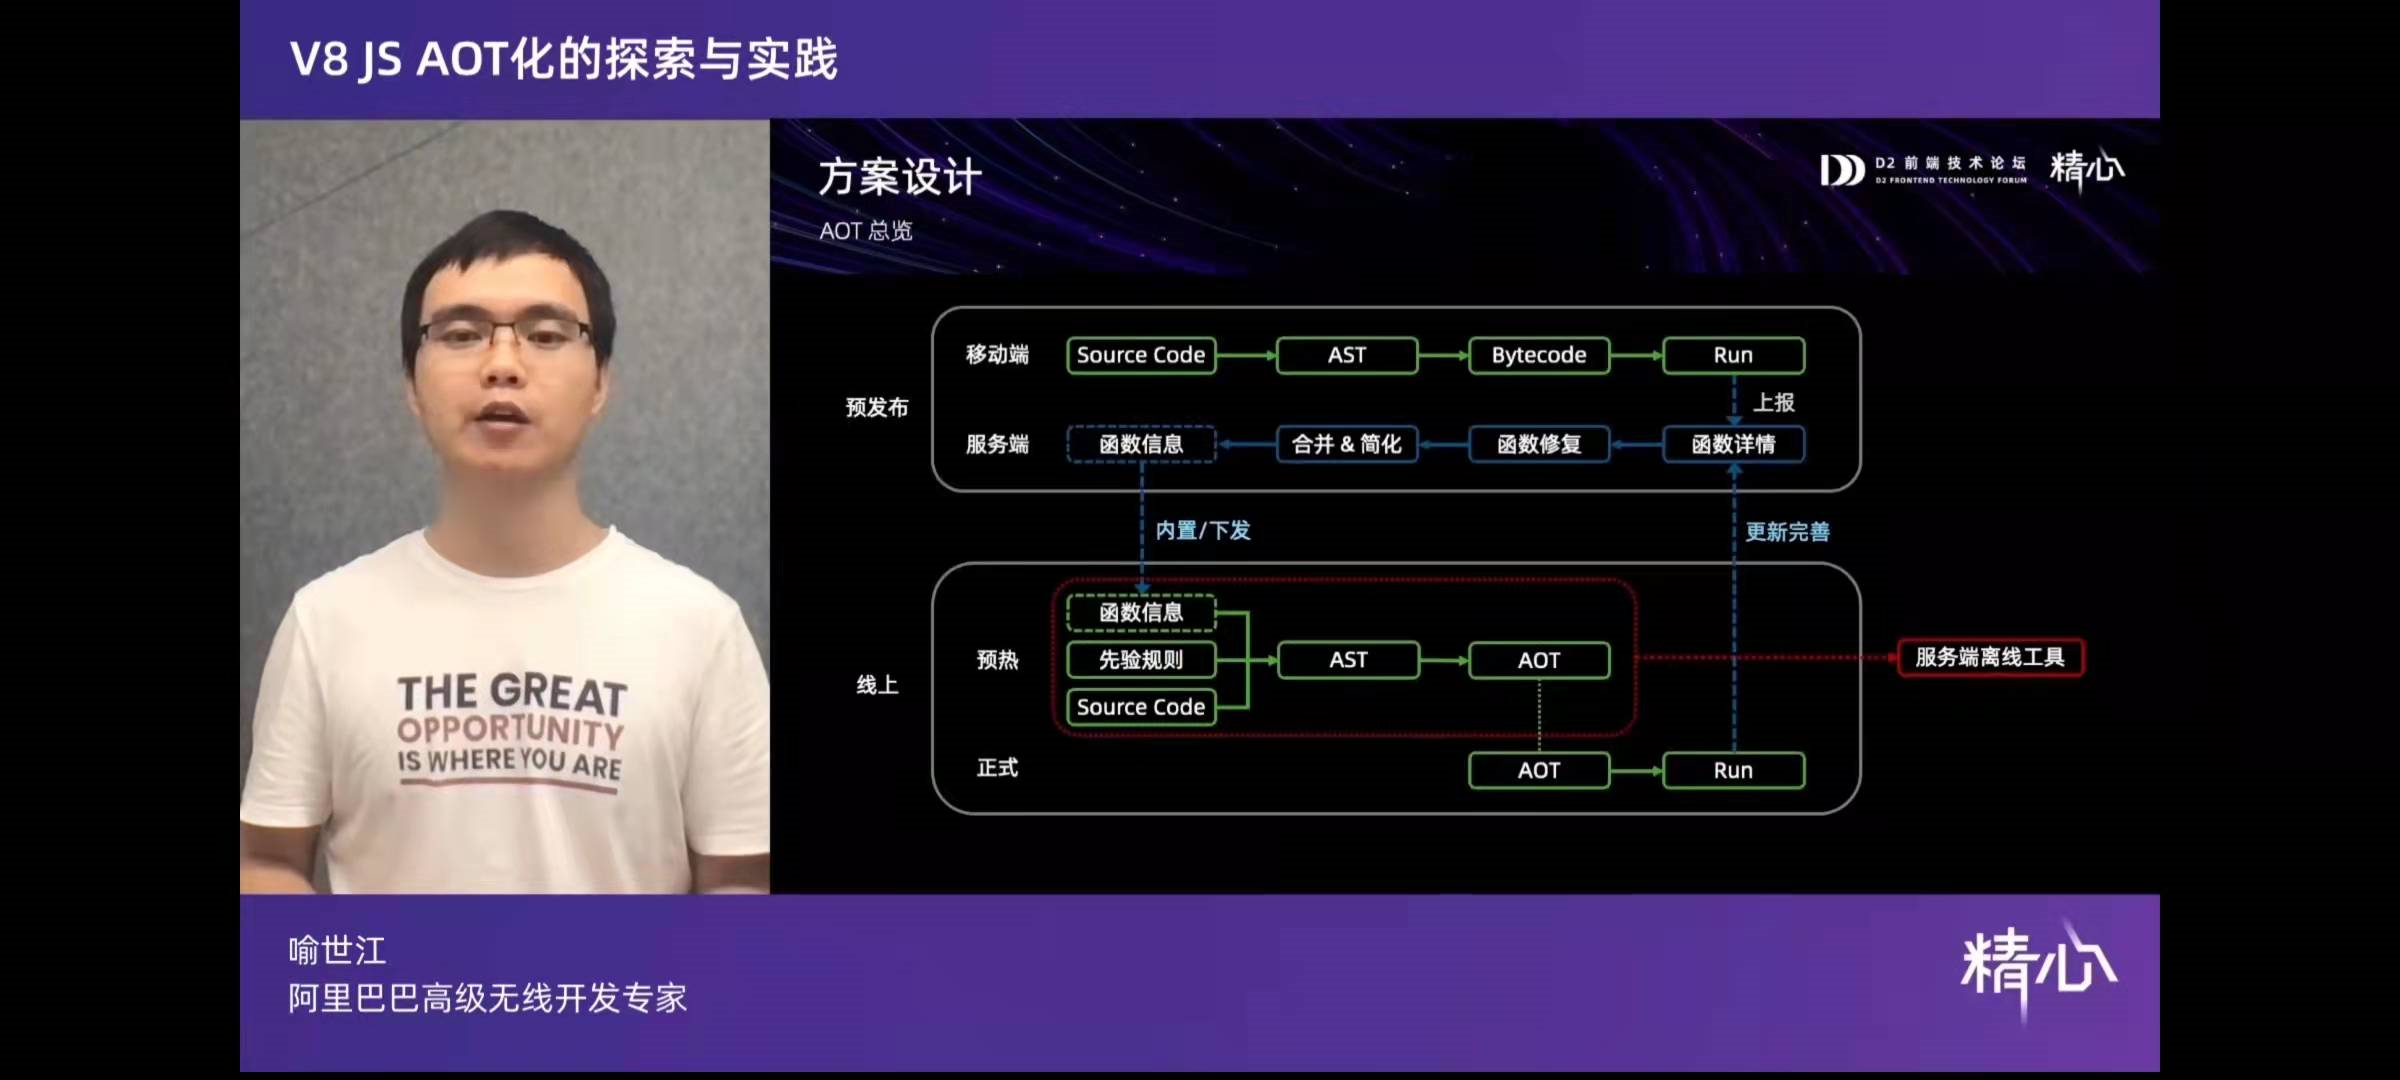 V8 JS AOT化的探索与实践
方案设计
AOT 总览
D2 前端技术论坛
D2 FRONTEND TECHNOLOGY FORUM
精心
预发布
移动端
Source Code
AST
Bytecode
Run
上报
服务端
函数信息
合并 & 简化
函数修复
函数详情
内置/下发
更新完善
线上
预热
函数信息
先验规则
Source Code
AST
AOT
服务端离线工具
正式
AOT
Run
THE GREAT
OPPORTUNITY
IS WHERE YOU ARE
喻世江
阿里巴巴高级无线开发专家
精心